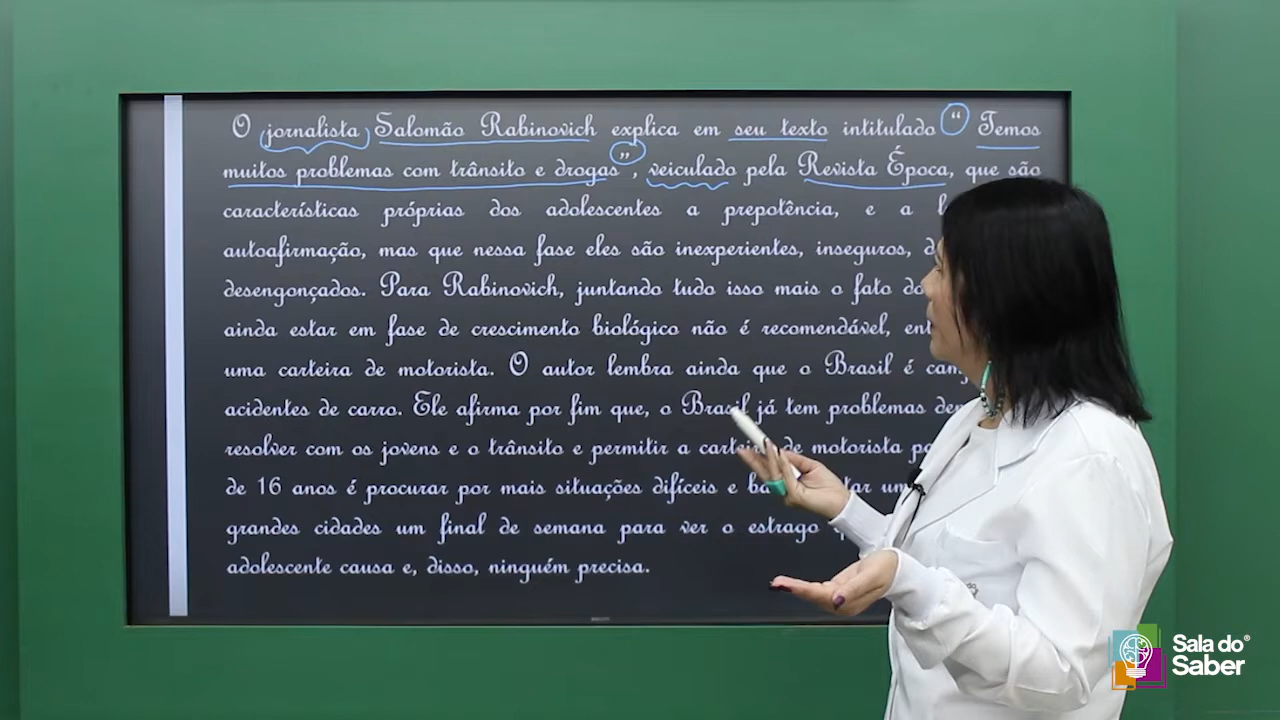 O jornalista Salomão Rabinovich explica em seu texto intitulado “ Temos
muitos problemas com trânsito e drogas”, veiculado pela Revista Época, que são
características próprias dos adolescentes a prepotência, e a
autoafirmação, mas que nessa fase eles são inexperientes, inseguros,
desengonçados. Para Rabinovich, juntando tudo isso mais o fato
ainda estar em fase de crescimento biológico não é recomendável,
uma carteira de motorista. O autor lembra ainda que o Brasil é
acidentes de carro. Ele afirma por fim que, o Brasil já tem problemas
resolver com os jovens e o trânsito e permitir a carteira de motorista
de 16 anos é procurar por mais situações difíceis e
grandes cidades um final de semana para ver o estrago
adolescente causa e, disso, ninguém precisa.
Sala do®
Saber